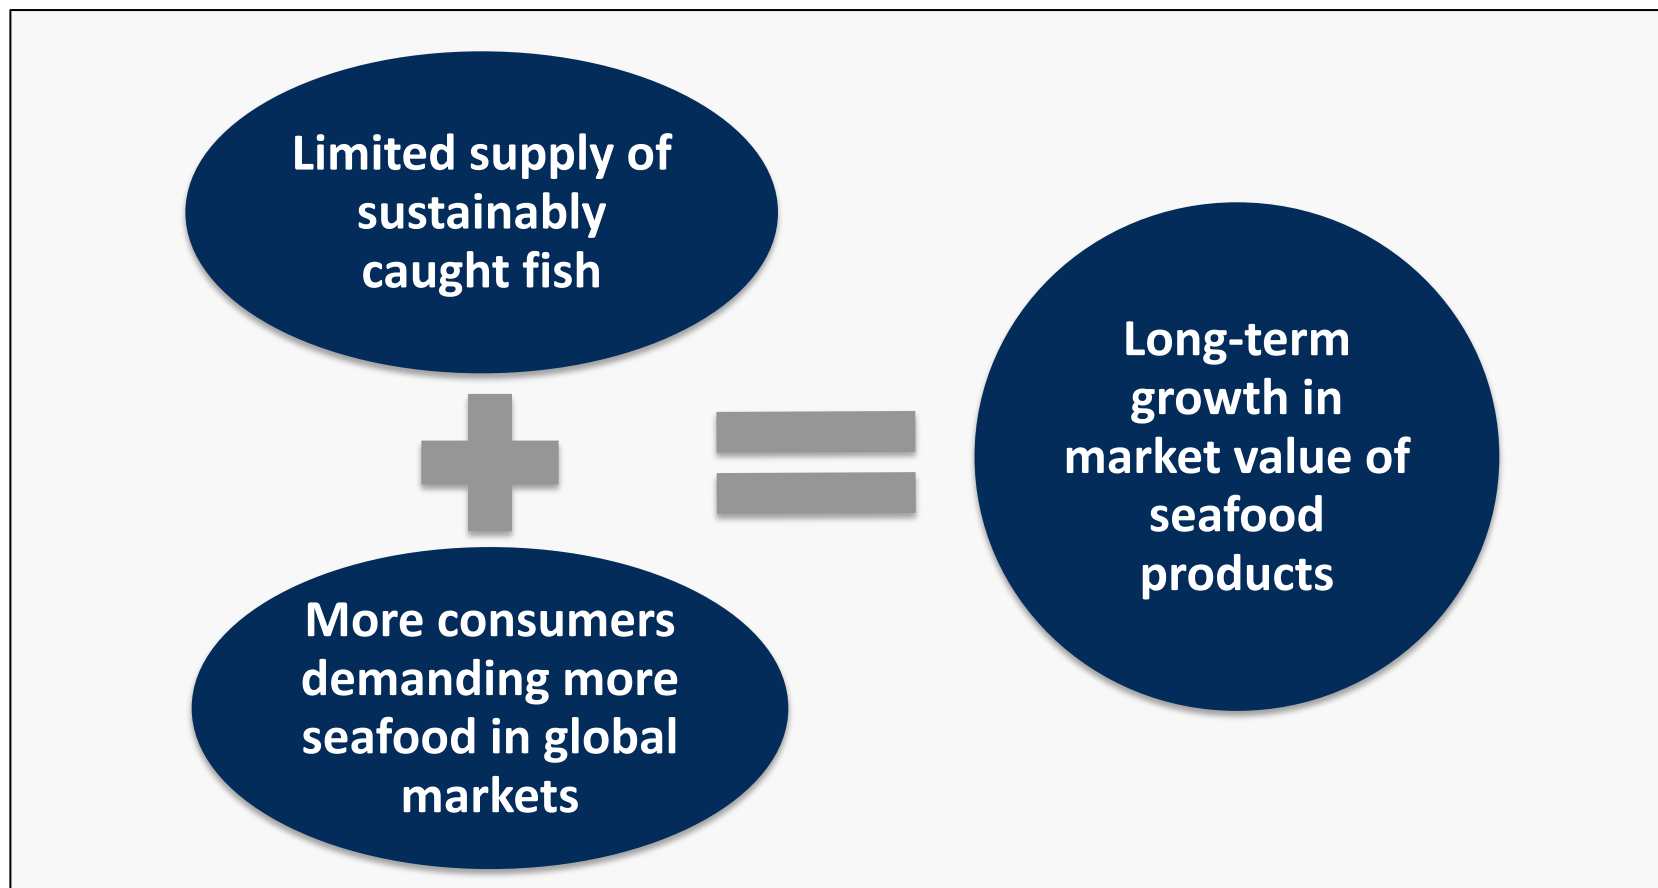 Limited supply of
sustainably
caught fish
More consumers
demanding more
seafood in global
markets
Long-term
growth in
market value of
seafood
products